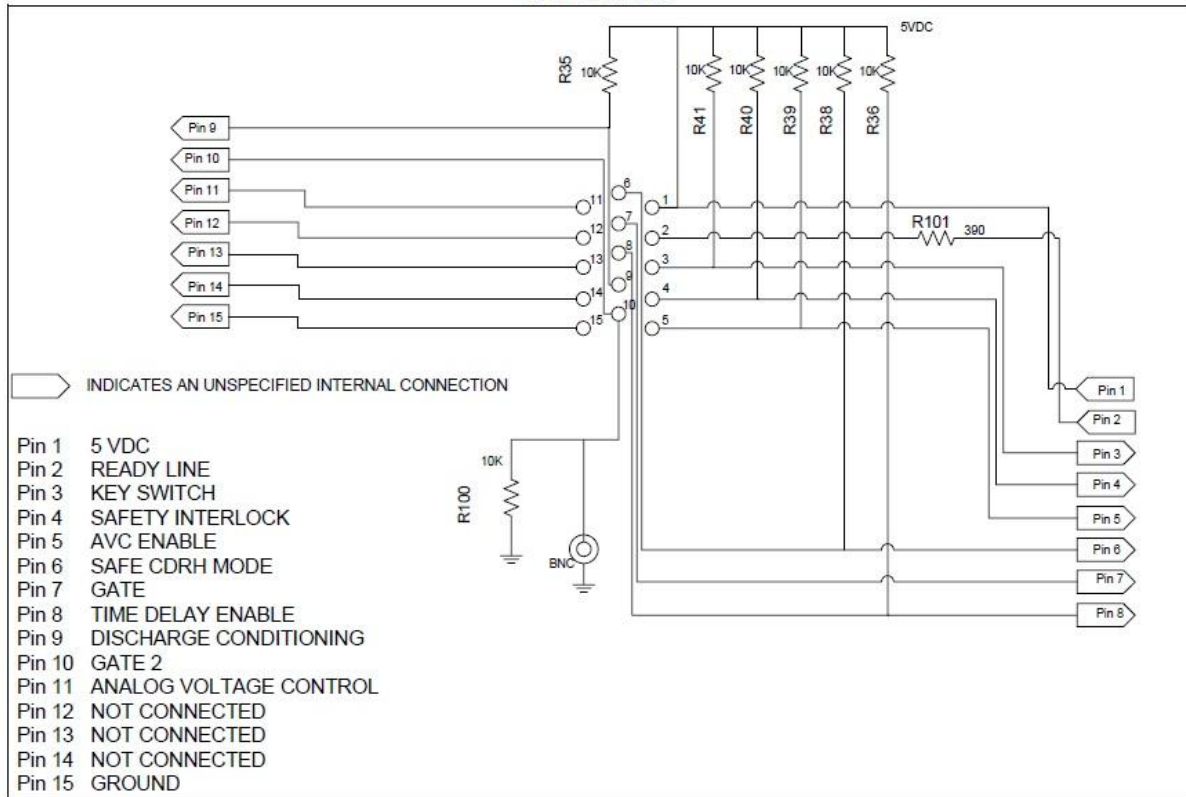 5VDC
R35 10K
10K 10K 10K 10K 10K
R41 R40 R39 R38 R36
Pin 9
Pin 10
Pin 11
Pin 12
Pin 13
Pin 14
Pin 15
11
12
13
14
15
6
7
8
9
10
1
2
3
4
5
R101 390
INDICATES AN UNSPECIFIED INTERNAL CONNECTION
Pin 1
Pin 2
Pin 3
Pin 4
Pin 5
Pin 6
Pin 7
Pin 8
10K
R100
BNC
Pin 1 5 VDC
Pin 2 READY LINE
Pin 3 KEY SWITCH
Pin 4 SAFETY INTERLOCK
Pin 5 AVC ENABLE
Pin 6 SAFE CDRH MODE
Pin 7 GATE
Pin 8 TIME DELAY ENABLE
Pin 9 DISCHARGE CONDITIONING
Pin 10 GATE 2
Pin 11 ANALOG VOLTAGE CONTROL
Pin 12 NOT CONNECTED
Pin 13 NOT CONNECTED
Pin 14 NOT CONNECTED
Pin 15 GROUND